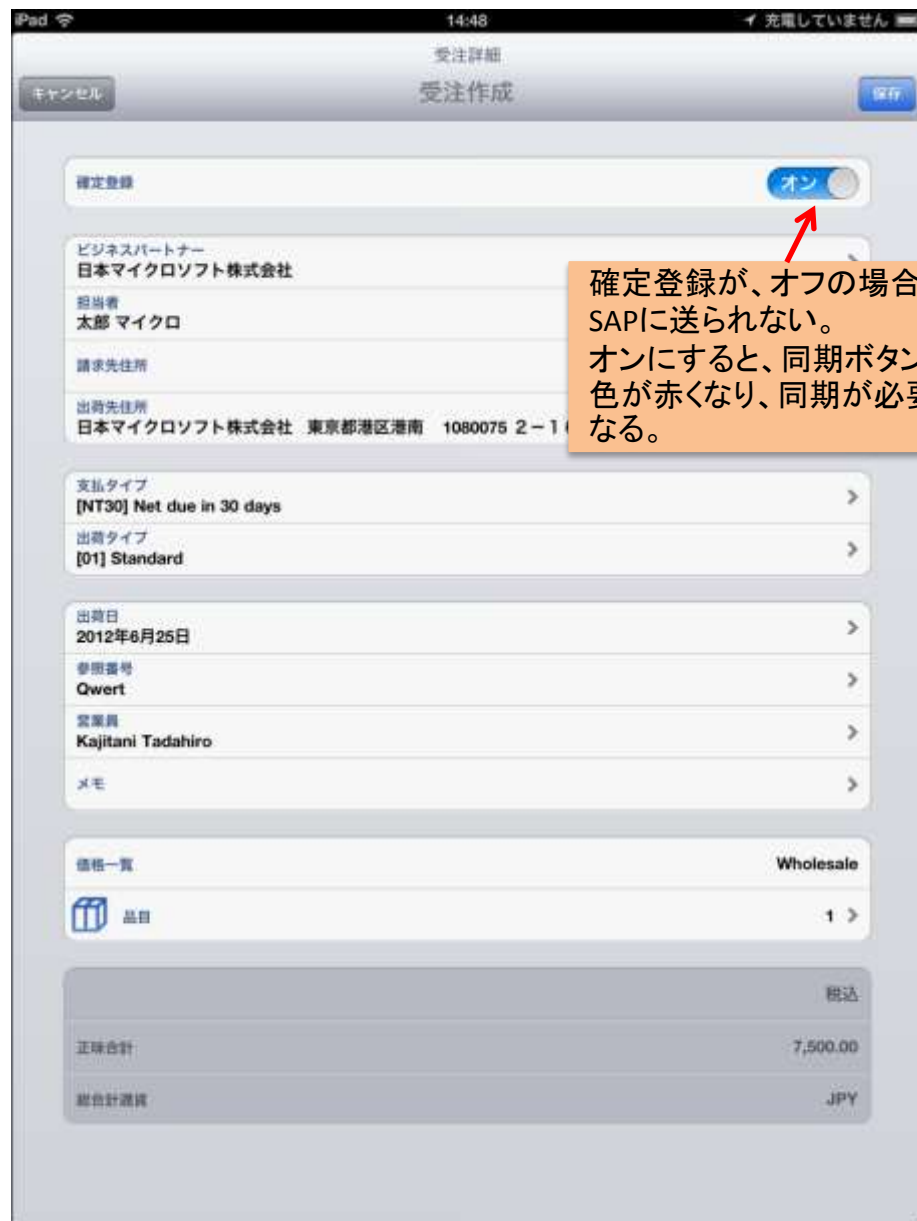 iPad 14:48 充電していません
受注詳細
キャンセル 受注作成 保存
確定登録 オン
ビジネスパートナー
日本マイクロソフト株式会社
担当者
太郎 マイクロ
請求先住所
出荷先住所
日本マイクロソフト株式会社 東京都港区港南 1080075 2-1
確定登録が、オフの場合
SAPに送られない。
オンにすると、同期ボタン
色が赤くなり、同期が必要
なる。
支払タイプ
[NT30] Net due in 30 days
出荷タイプ
[01] Standard
出荷日
2012年6月25日
参照番号
Qwert
営業員
Kajitani Tadahiro
メモ
価格一覧 Wholesale
品目 1
税込
正味合計 7,500.00
総合計通貨 JPY